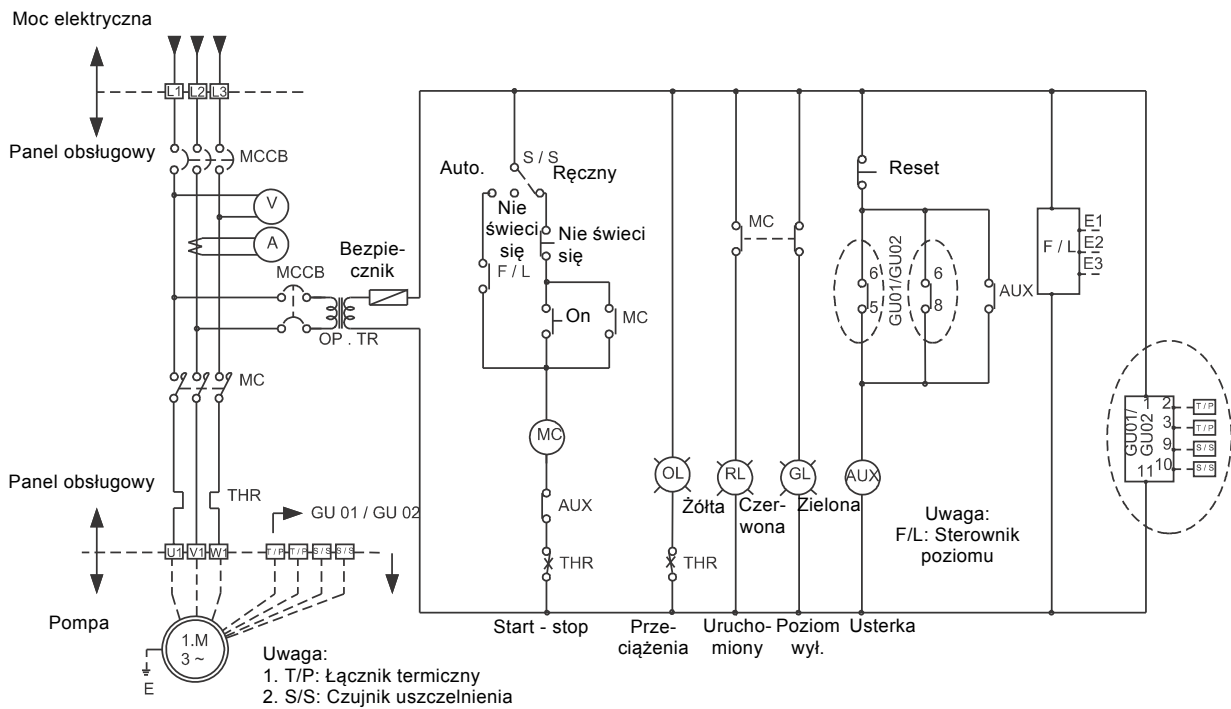 Moc elektryczna
L1 L2 L3
Panel obsługowy
MCCB
V
A
MCCB
Bezpie-
cznik
OP . TR
MC
Panel obsługowy
THR
GU 01 / GU 02
U1 V1 W1 T/P T/P S/S S/S
Pompa
1.M
3 ~
E
Uwaga:
1. T/P: Łącznik termiczny
2. S/S: Czujnik uszczelnienia
S / S
Auto.
Ręczny
Nie
świeci
się
Nie świeci
się
F / L
On
MC
MC
AUX
THR
Start - stop
OL
Żółta
THR
Prze-
ciążenia
MC
RL
Czer-
wona
Urucho-
miony
GL
Zielona
Poziom
wył.
Reset
6
5
GU01/GU02
6
8
AUX
AUX
Usterka
Uwaga:
F/L: Sterownik
poziomu
F / L
E1
E2
E3
GU01/
GU02
1
2
3
9
10
11
T / P
T / P
S / S
S / S